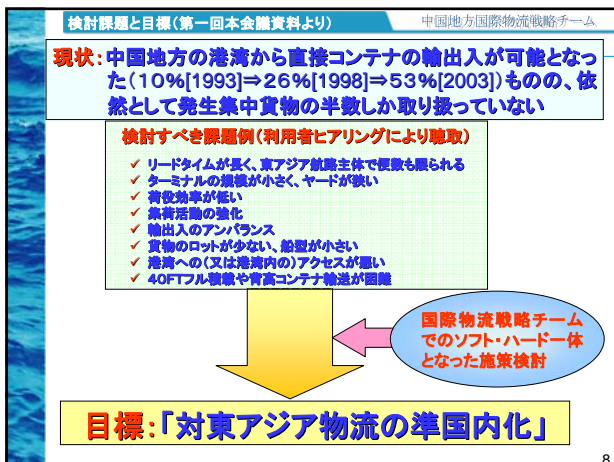 検討課題と目標(第一回本会議資料より)
中国地方国際物流戦略チーム
現状:中国地方の港湾から直接コンテナの輸出入が可能となっ
た(10%[1993]⇒26%[1998]⇒53%[2003])ものの、依
然として発生集中貨物の半数しか取り扱っていない
検討すべき課題例(利用者ヒアリングにより聴取)
✓ リードタイムが長く、東アジア航路主体で便数も限られる
✓ ターミナルの規模が小さく、ヤードが狭い
✓ 荷役効率が低い
✓ 集荷活動の強化
✓ 輸出入のアンバランス
✓ 貨物のロットが少ない、船型が小さい
✓ 港湾への(又は港湾内の)アクセスが悪い
✓ 40FTフル積載や背高コンテナ輸送が困難
国際物流戦略チーム
でのソフト・ハード一体
となった施策検討
目標:「対東アジア物流の準国内化」
8